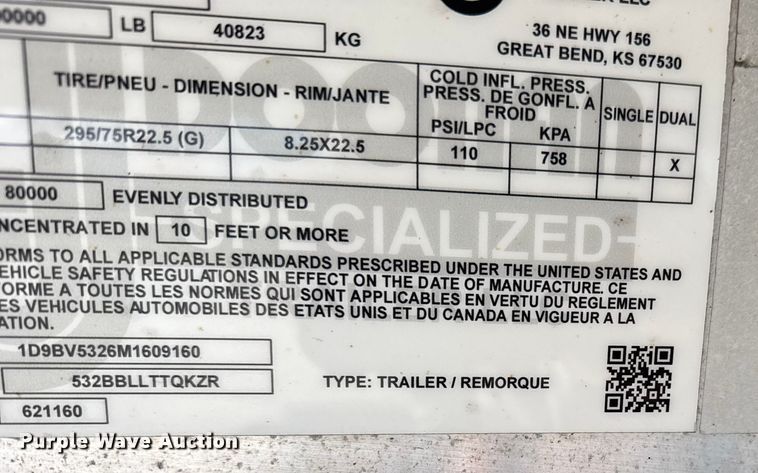 LLC
0000 LB 40823 KG
36 NE HWY 156
GREAT BEND, KS 67530
TIRE/PNEU - DIMENSION - RIM/JANTE
COLD INFL. PRESS.
PRESS. DE GONFL. A
FROID
SINGLE DUAL
PSI/LPC KPA
295/75R22.5 (G) 8.25X22.5 110 758 X
80000 EVENLY DISTRIBUTED
NCENTRATED IN 10 FEET OR MORE
SPECIALIZED
ORMS TO ALL APPLICABLE STANDARDS PRESCRIBED UNDER THE UNITED STATES AND
EHICLE SAFETY REGULATIONS IN EFFECT ON THE DATE OF MANUFACTURE. CE
FORME A TOUTES LES NORMES QUI SONT APPLICABLES EN VERTU DU REGLEMENT
ES VEHICULES AUTOMOBILES DES ETATS UNIS ET DU CANADA EN VIGUEUR A LA
ATION.
1D9BV5326M1609160
532BBLLTTQKZR
TYPE: TRAILER / REMORQUE
621160
Purple Wave Auction